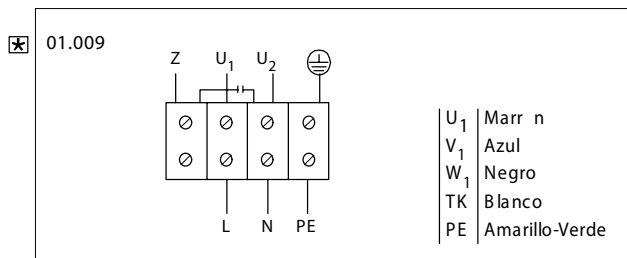 01.009
Z U1 U2
L N PE
U1 Marr n
V1 Azul
W1 Negro
TK Blanco
PE Amarillo-Verde